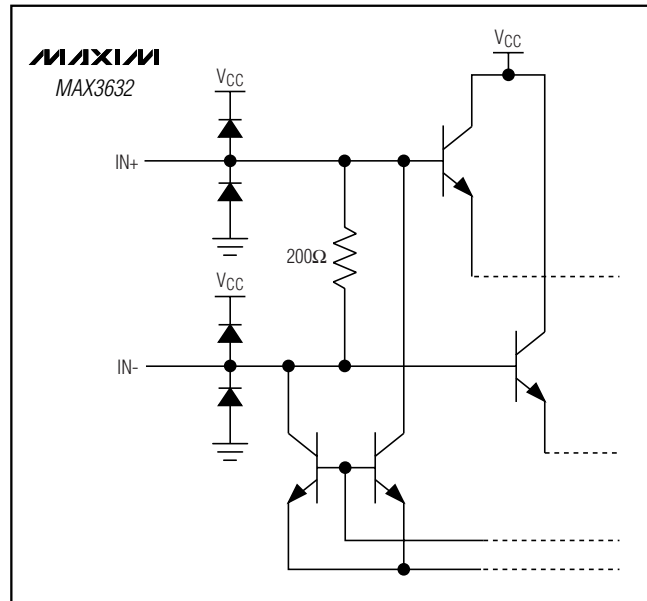 MAXIM
MAX3632
VCC
VCC
IN+
200Ω
VCC
IN-